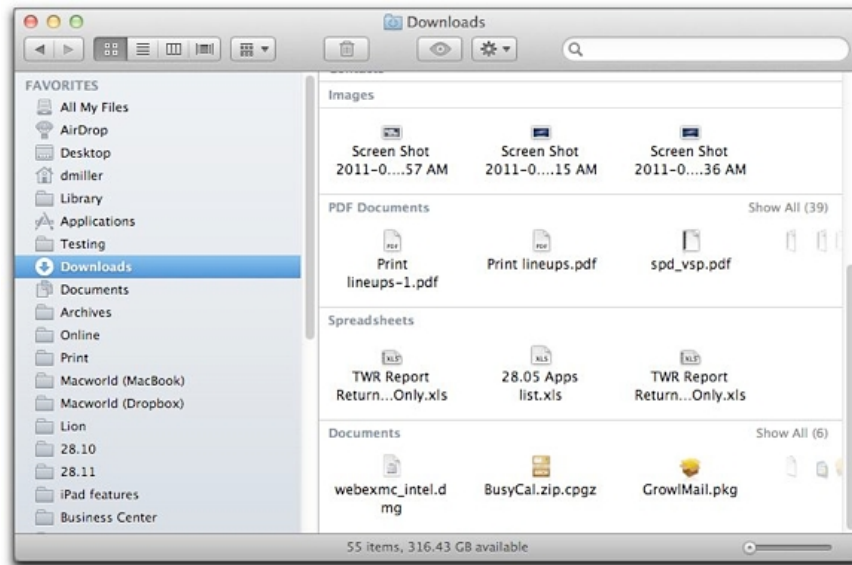 Downloads
FAVORITES
All My Files
AirDrop
Desktop
dmiller
Library
Applications
Testing
Downloads
Documents
Archives
Online
Print
Macworld (MacBook)
Macworld (Dropbox)
Lion
28.10
28.11
iPad features
Business Center
Images
Screen Shot
2011-0....57 AM
Screen Shot
2011-0....15 AM
Screen Shot
2011-0....36 AM
PDF Documents
Show All (39)
Print
lineups-1.pdf
Print lineups.pdf
spd_vsp.pdf
Spreadsheets
TWR Report
Return...Only.xls
28.05 Apps
list.xls
TWR Report
Return...Only.xls
Documents
Show All (6)
webexmc_intel.d
mg
BusyCal.zip.cpgz
GrowlMail.pkg
55 items, 316.43 GB available